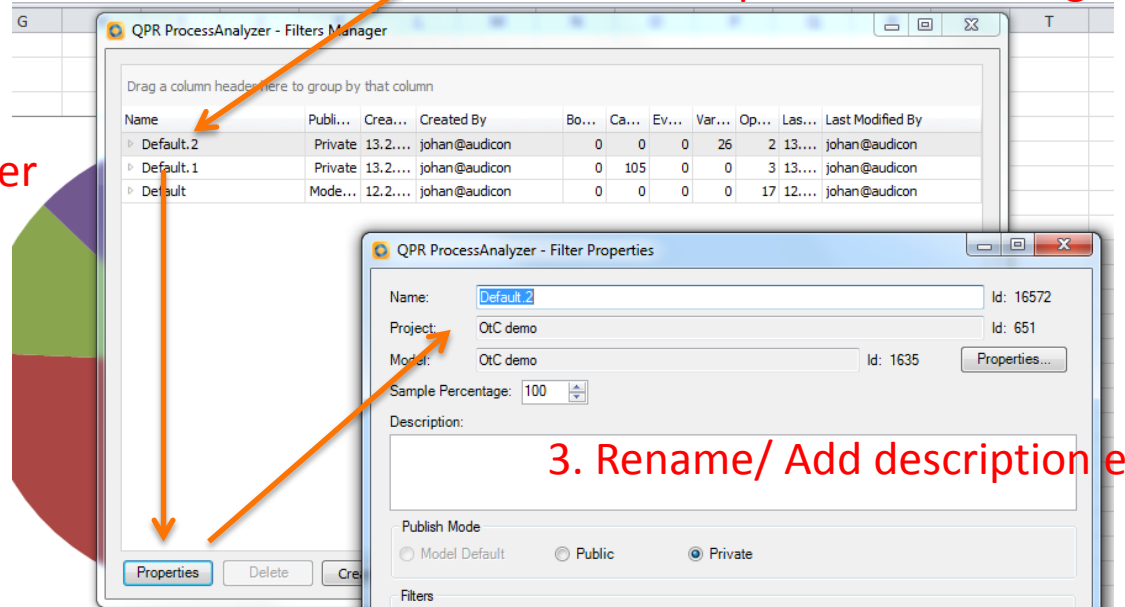 G
T
QPR ProcessAnalyzer - Filters Manager
Drag a column header here to group by that column
Name Publi... Crea... Created By Bo... Ca... Ev... Var... Op... Las... Last Modified By
Default.2 Private 13.2.... johan@audicon 0 0 0 26 2 13.... johan@audicon
Default.1 Private 13.2.... johan@audicon 0 105 0 0 3 13.... johan@audicon
Default Mode... 12.2.... johan@audicon 0 0 0 0 17 12.... johan@audicon
er
QPR ProcessAnalyzer - Filter Properties
Name: Default.2 Id: 16572
Project: OtC demo Id: 651
Model: OtC demo Id: 1635 Properties...
Sample Percentage: 100
Description:
3. Rename/ Add description e
Publish Mode
Model Default Public Private
Properties Delete Crea
Filters